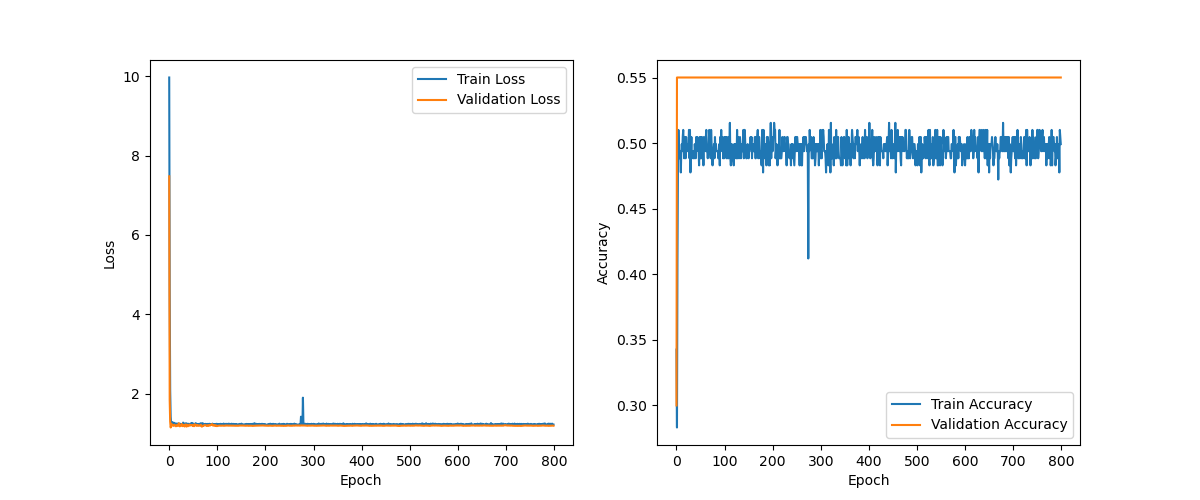 10
8
6
4
2
0 100 200 300 400 500 600 700 800
Loss
Epoch
Train Loss
Validation Loss
0.55
0.50
0.45
0.40
0.35
0.30
0 100 200 300 400 500 600 700 800
Accuracy
Epoch
Train Accuracy
Validation Accuracy